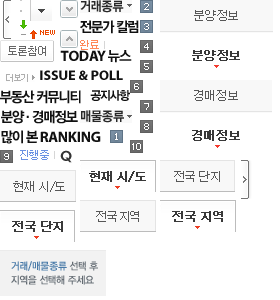 거래종류
2
분양정보
3
전문가 칼럼
NEW
완료
4
분양정보
토론참여
TODAY 뉴스
5
더보기
ISSUE & POLL
6
경매정보
부동산 커뮤니티
공지사항
7
분양·경매정보
매물종류
8
경매정보
많이 본 RANKING
1
10
9
진행중
Q
현재 시/도
현재 시/도
전국 단지
전국 단지
전국 지역
전국 지역
거래/매물종류 선택 후
지역을 선택해 주세요